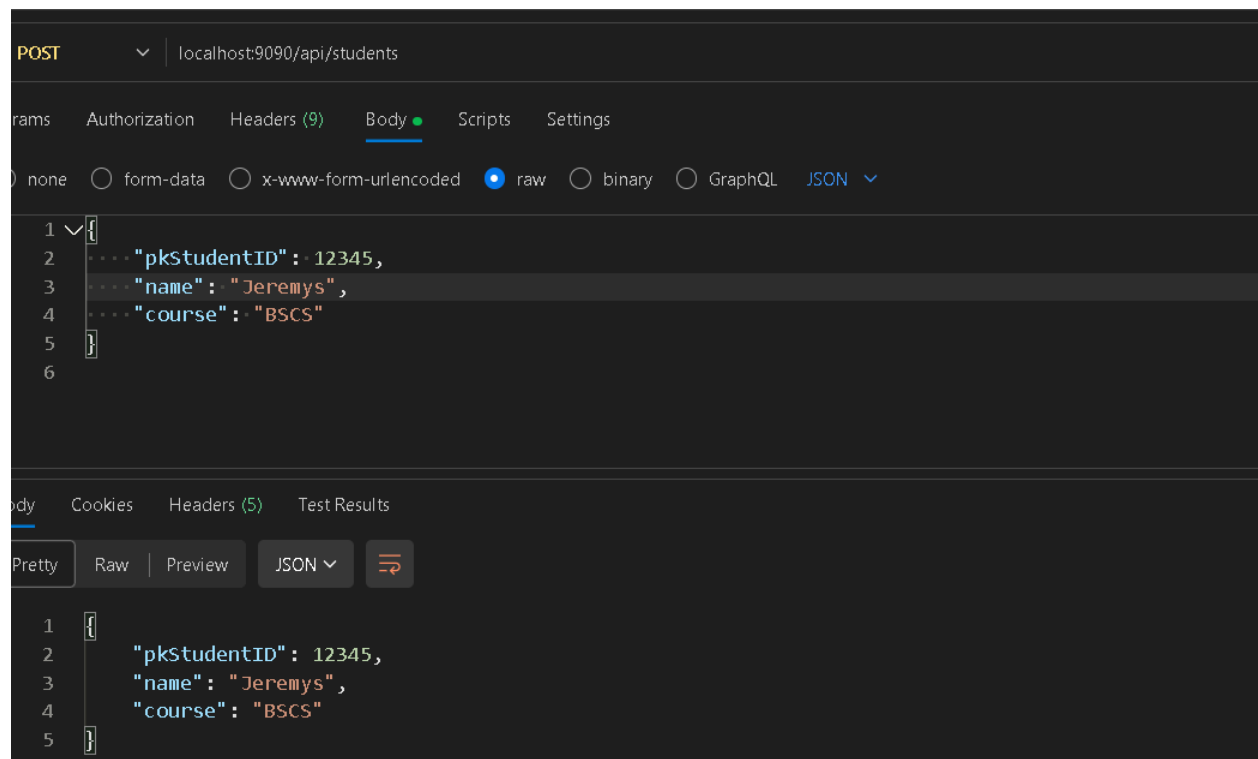 POST localhost:9090/api/students
rams Authorization Headers (9) Body Scripts Settings
none form-data x-www-form-urlencoded raw binary GraphQL JSON
1 {
2 "pkStudentID": 12345,
3 "name": "Jeremys",
4 "course": "BSCS"
5 }
6
ody Cookies Headers (5) Test Results
Pretty Raw | Preview JSON
1 {
2 "pkStudentID": 12345,
3 "name": "Jeremys",
4 "course": "BSCS"
5 }